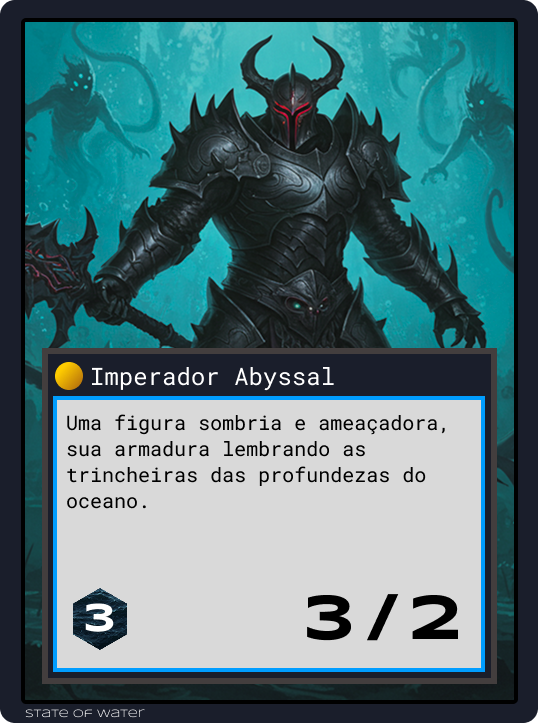 Imperador Abyssal
Uma figura sombria e ameaçadora,
sua armadura lembrando as
trincheiras das profundezas do
oceano.
3
3/2
STATE OF WATER